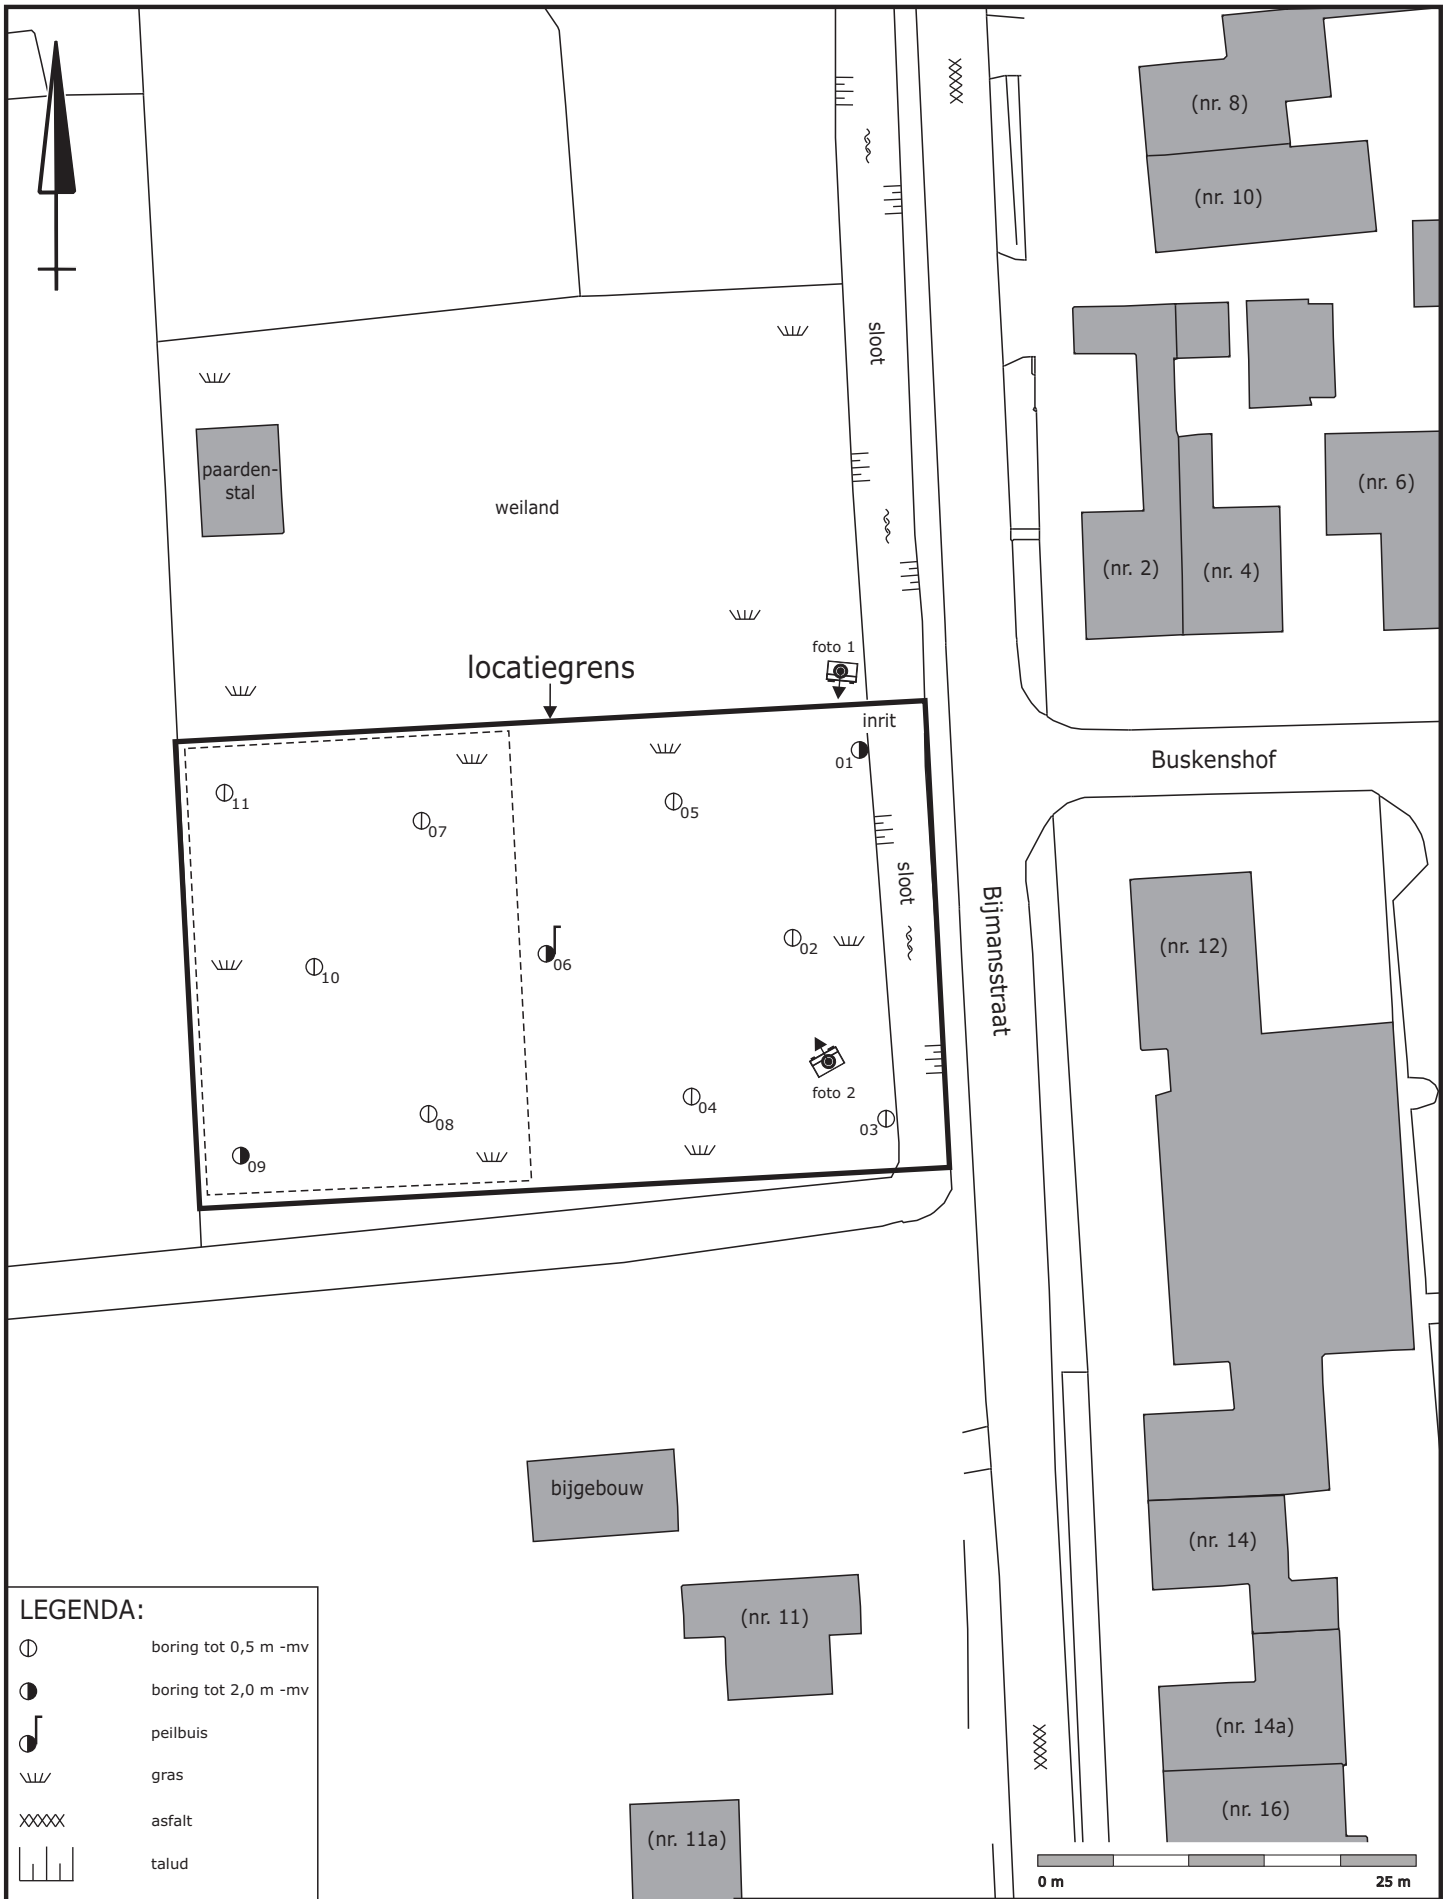 (nr. 8)
(nr. 10)
sloot
paarden-
stal
weiland
(nr. 6)
(nr. 2)
(nr. 4)
foto 1
locatiegrens
inrit
01
Buskenshof
11
07
05
sloot
Bijmansstraat
02
(nr. 12)
06
10
foto 2
04
03
08
09
bijgebouw
(nr. 14)
(nr. 11)
(nr. 14a)
(nr. 16)
(nr. 11a)
LEGENDA:
boring tot 0,5 m -mv
boring tot 2,0 m -mv
peilbuis
gras
asfalt
talud
0 m
25 m